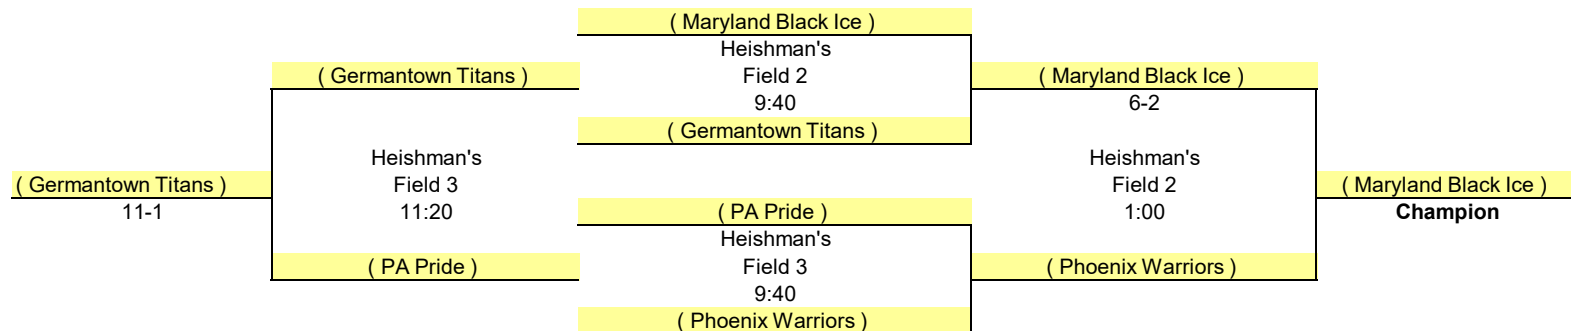 ( Maryland Black Ice )
Heishman's
( Germantown Titans ) Field 2 ( Maryland Black Ice )
9:40 6-2
( Germantown Titans )
Heishman's Heishman's
( Germantown Titans ) Field 3 Field 2 ( Maryland Black Ice )
11-1 11:20 ( PA Pride ) 1:00 Champion
Heishman's
( PA Pride ) Field 3 ( Phoenix Warriors )
9:40
( Phoenix Warriors )